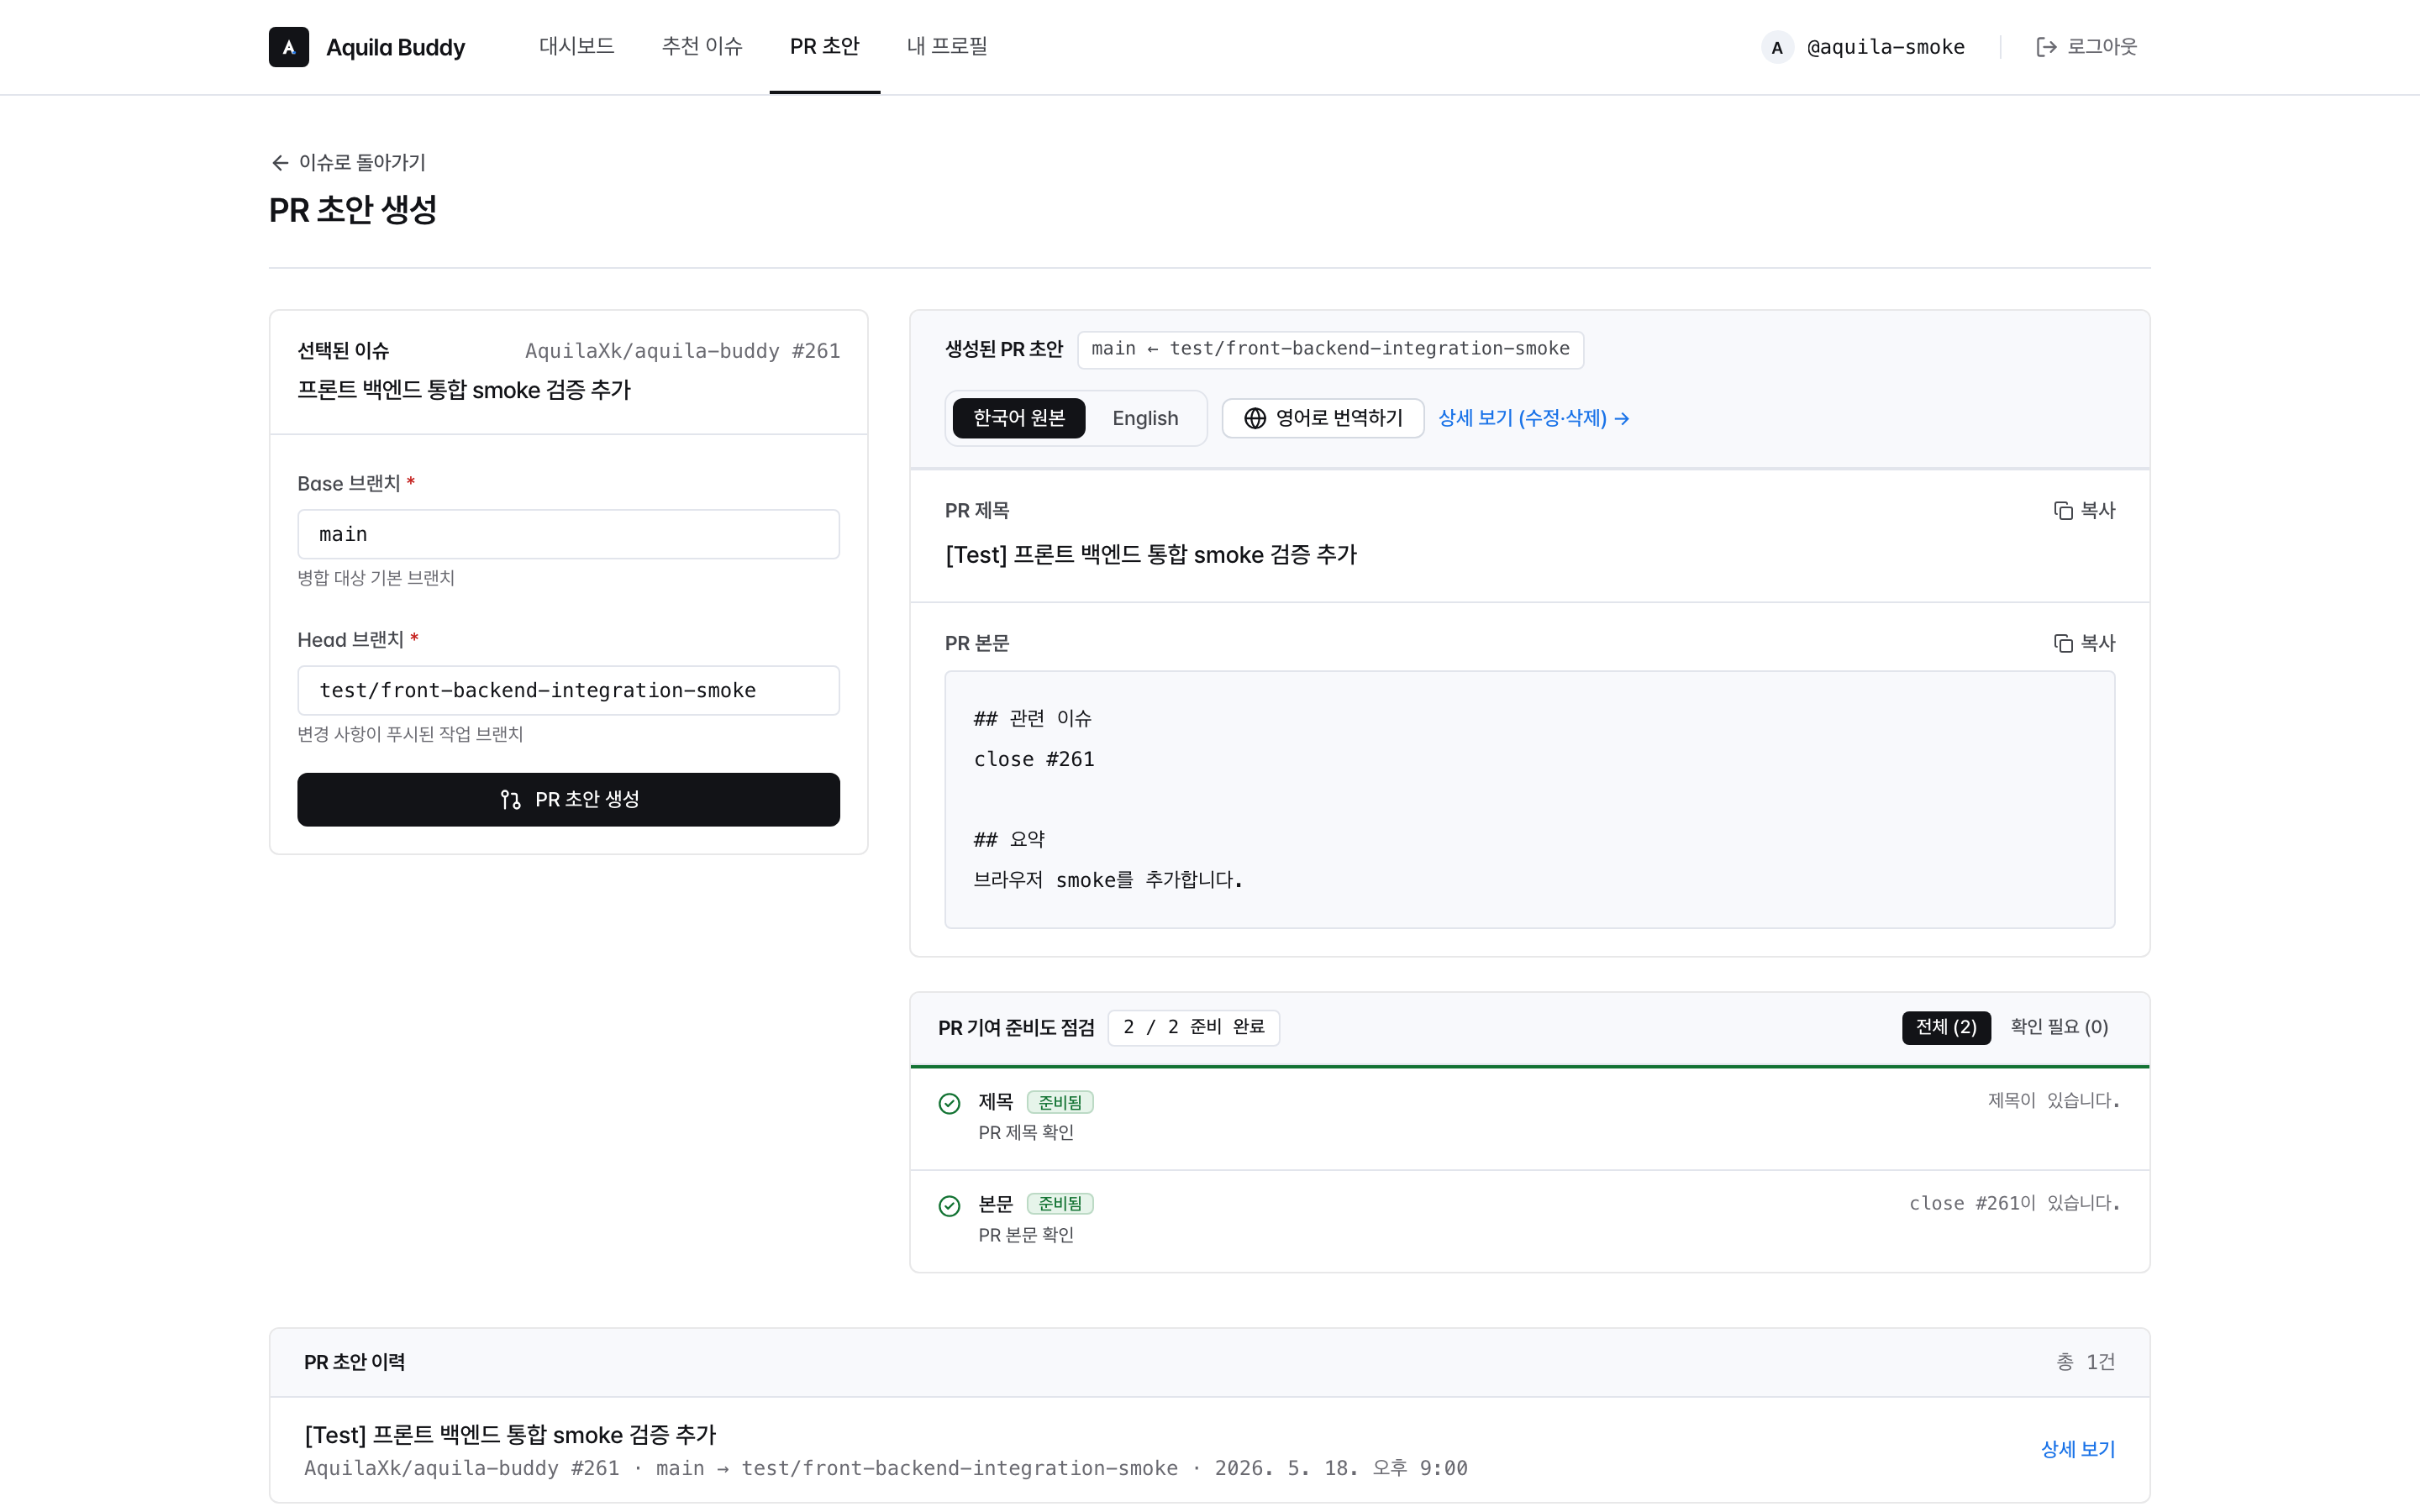 A Aquila Buddy 대시보드 추천 이슈 PR 초안 내 프로필 A @aquila-smoke 로그아웃
← 이슈로 돌아가기
PR 초안 생성
선택된 이슈 AquilaXk/aquila-buddy #261
프론트 백엔드 통합 smoke 검증 추가
Base 브랜치 *
main
병합 대상 기본 브랜치
Head 브랜치 *
test/front-backend-integration-smoke
변경 사항이 푸시된 작업 브랜치
PR 초안 생성
생성된 PR 초안 main ← test/front-backend-integration-smoke
한국어 원본 English 영어로 번역하기 상세 보기 (수정·삭제) →
PR 제목 복사
[Test] 프론트 백엔드 통합 smoke 검증 추가
PR 본문 복사
## 관련 이슈
close #261
## 요약
브라우저 smoke를 추가합니다.
PR 기여 준비도 점검 2 / 2 준비 완료 전체 (2) 확인 필요 (0)
제목 준비됨 제목이 있습니다.
PR 제목 확인
본문 준비됨 close #261이 있습니다.
PR 본문 확인
PR 초안 이력 총 1건
[Test] 프론트 백엔드 통합 smoke 검증 추가
AquilaXk/aquila-buddy #261 · main → test/front-backend-integration-smoke · 2026. 5. 18. 오후 9:00
상세 보기